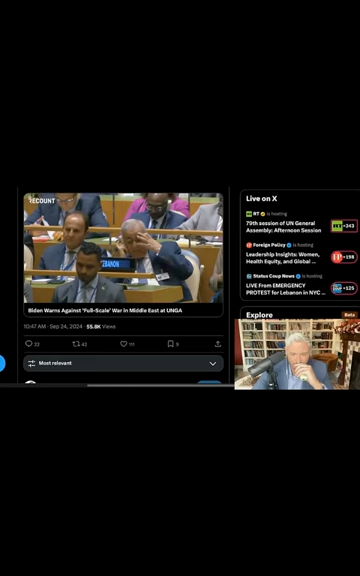 RECOUNT
EBANON
Biden Warns Against 'Full-Scale' War in Middle East at UNGA
10:47 AM · Sep 24, 2024 · 55.8K Views
42
111
9
Most relevant
Live on X
RT is hosting
79th session of UN General
Assembly: Afternoon Session
+243
Foreign Policy is hosting
Leadership Insights: Women,
Health Equity, and Global ...
+198
Status Coup News is hosting
LIVE From EMERGENCY
PROTEST for Lebanon in NYC ...
+125
Explore
Beta